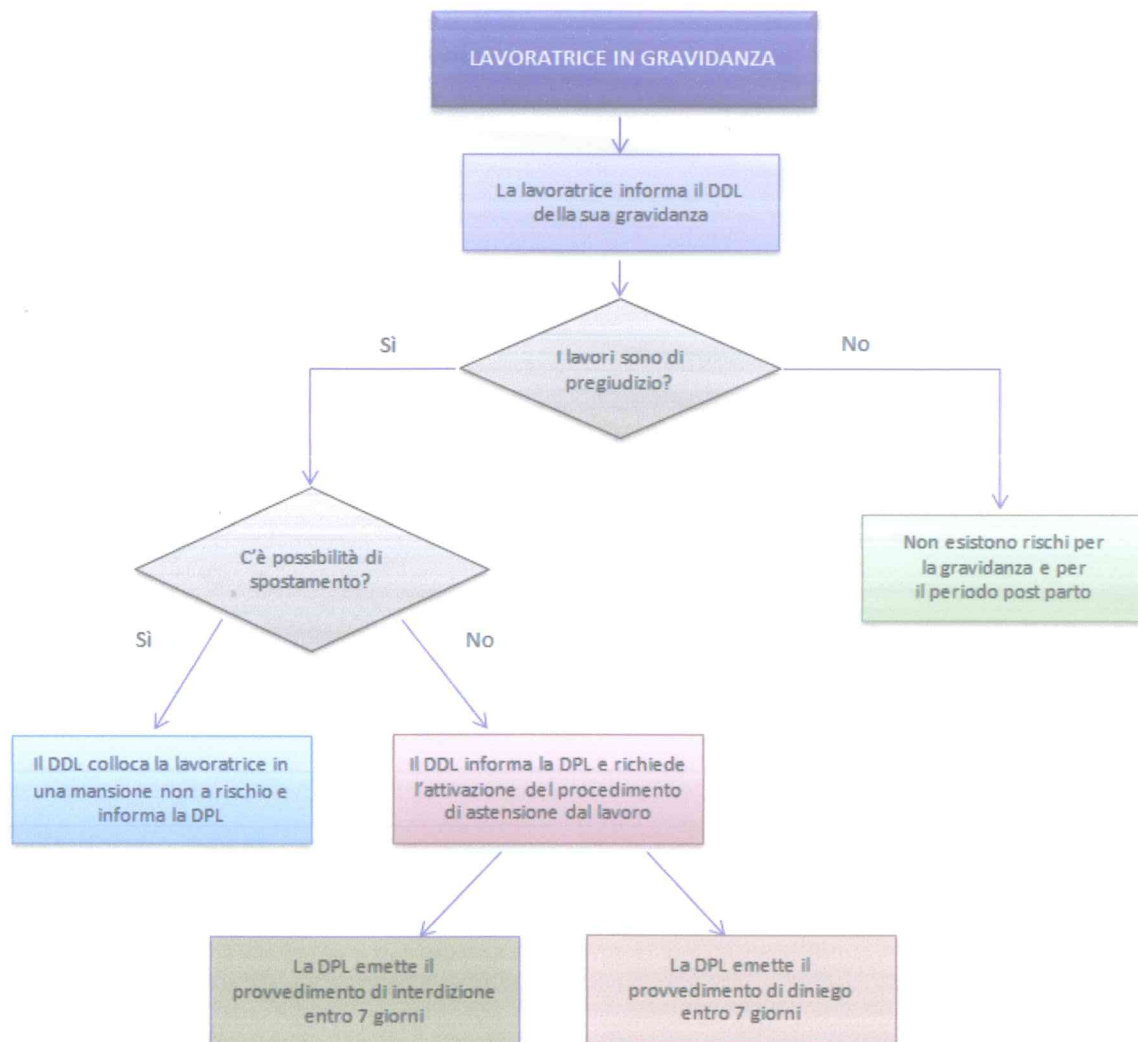 LAVORATRICE IN GRAVIDANZA
La lavoratrice informa il DDL
della sua gravidanza
I lavori sono di
pregiudizio?
Sì
No
C'è possibilità di
spostamento?
Non esistono rischi per
la gravidanza e per
il periodo post parto
Sì
No
Il DDL colloca la lavoratrice in
una mansione non a rischio e
informa la DPL
Il DDL informa la DPL e richiede
l'attivazione del procedimento
di astensione dal lavoro
La DPL emette il
provvedimento di interdizione
entro 7 giorni
La DPL emette il
provvedimento di diniego
entro 7 giorni